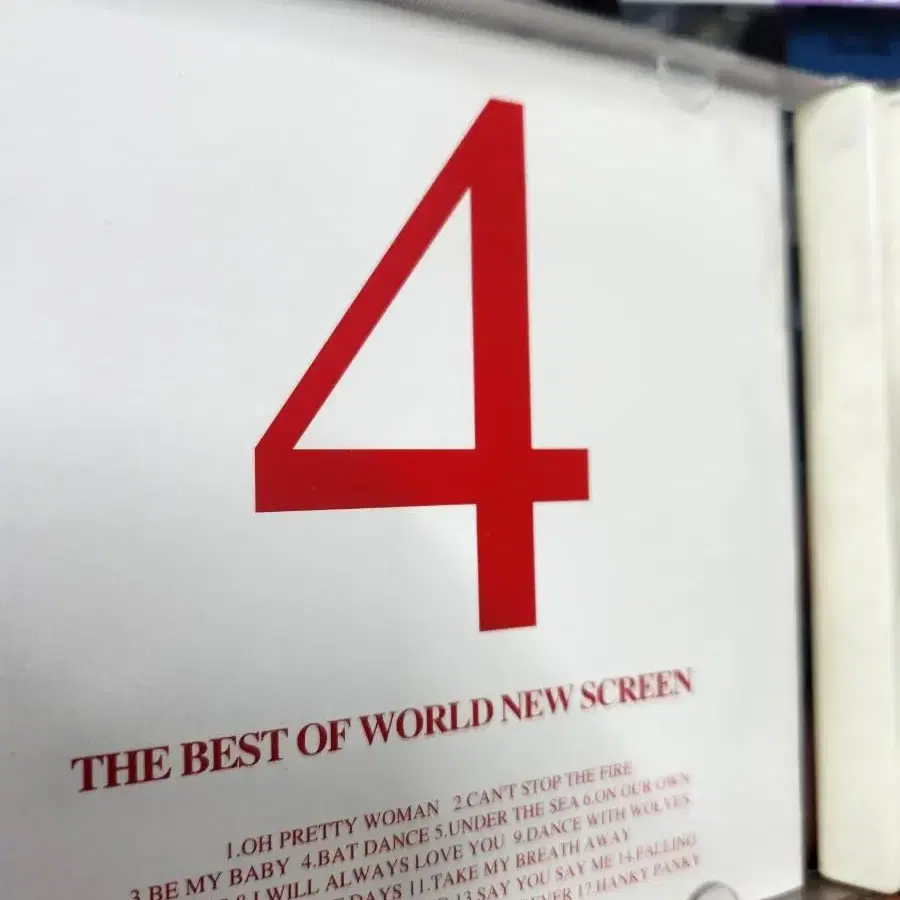 4
THE BEST OF WORLD NEW SCREEN
1.OH PRETTY WOMAN 2.CAN'T STOP THE FIRE
3.BE MY BABY 4.BAT DANCE 5.UNDER THE SEA 6.ON OUR OWN
8.I WILL ALWAYS LOVE YOU 9.DANCE WITH WOLVES
DAYS 11.TAKE MY BREATH AWAY
13.SAY YOU SAY ME 14.FALLING
17.HANKY PANKY